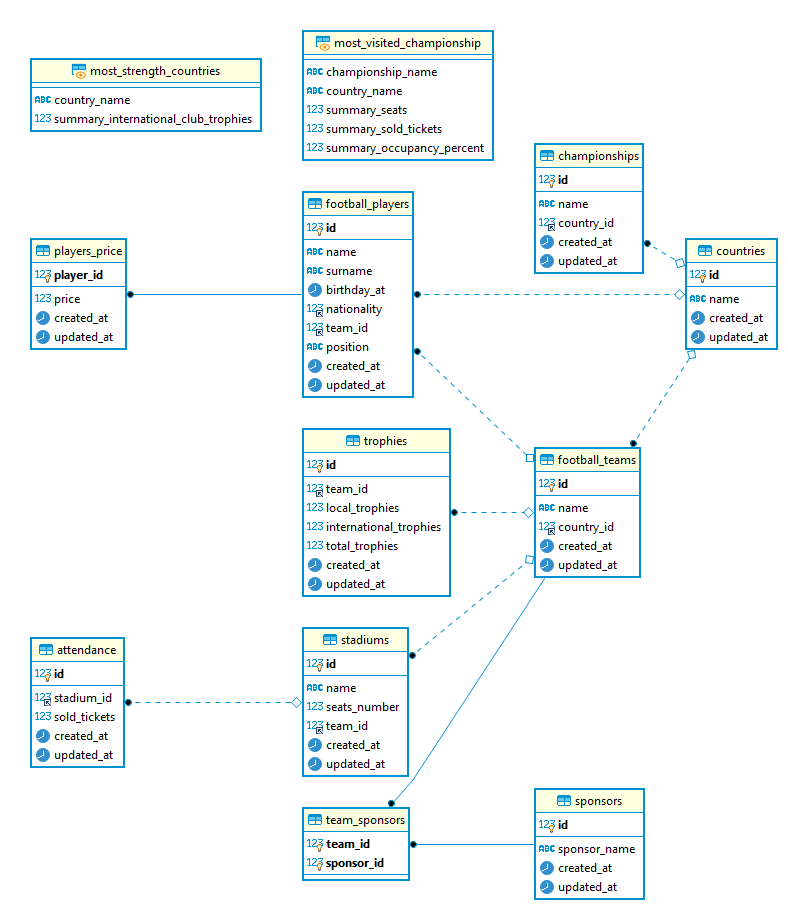 most_strength_countries
ABC country_name
123 summary_international_club_trophies
most_visited_championship
ABC championship_name
ABC country_name
123 summary_seats
123 summary_sold_tickets
123 summary_occupancy_percent
championships
123 id
ABC name
123 country_id
created_at
updated_at
football_players
123 id
ABC name
ABC surname
birthday_at
123 nationality
123 team_id
ABC position
created_at
updated_at
players_price
123 player_id
123 price
created_at
updated_at
countries
123 id
ABC name
created_at
updated_at
trophies
123 id
123 team_id
123 local_trophies
123 international_trophies
123 total_trophies
created_at
updated_at
football_teams
123 id
ABC name
123 country_id
created_at
updated_at
attendance
123 id
123 stadium_id
123 sold_tickets
created_at
updated_at
stadiums
123 id
ABC name
123 seats_number
123 team_id
created_at
updated_at
team_sponsors
123 team_id
123 sponsor_id
sponsors
123 id
ABC sponsor_name
created_at
updated_at